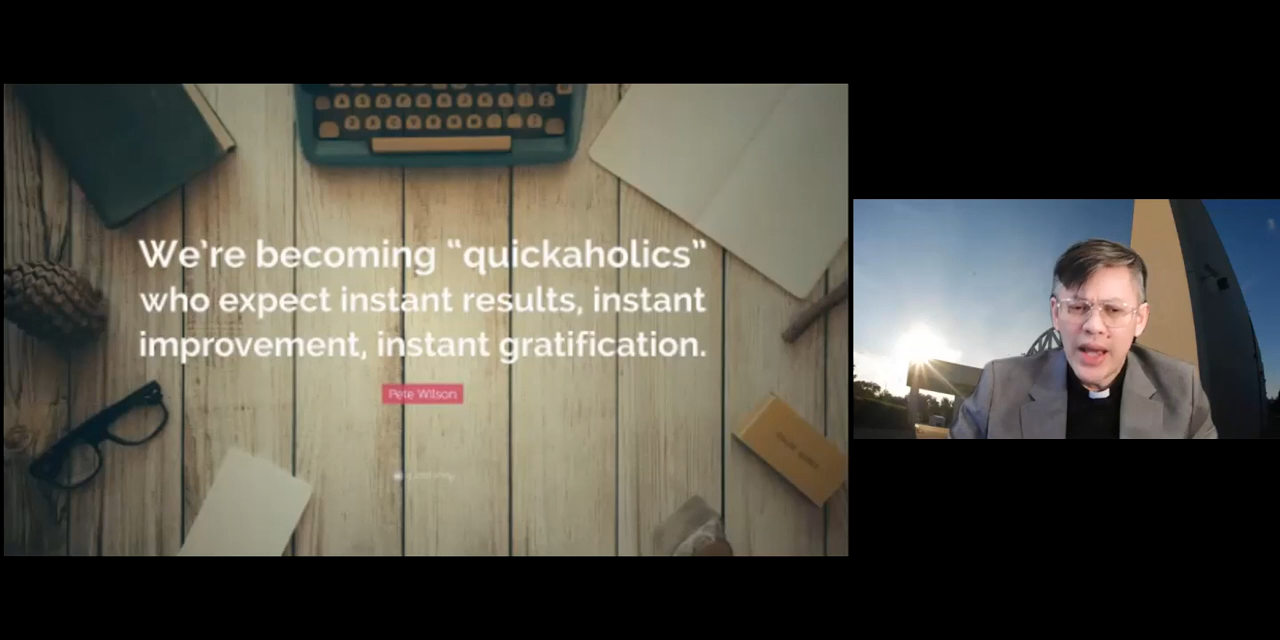 We're becoming “quickaholics”
who expect instant results, instant
improvement, instant gratification.
Pete Wilson